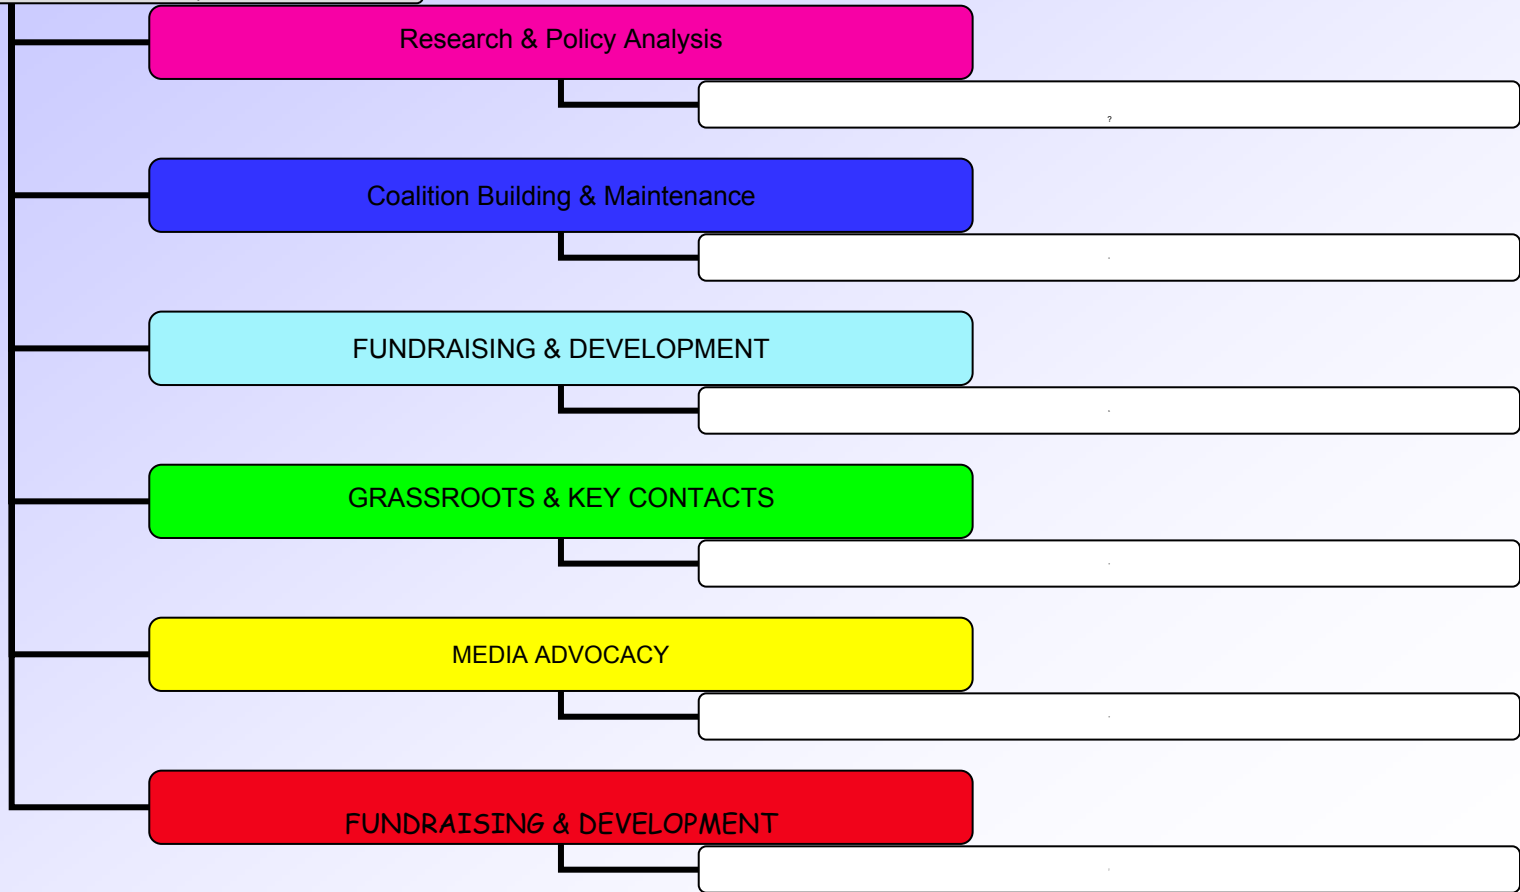 Research & Policy Analysis
?
Coalition Building & Maintenance
FUNDRAISING & DEVELOPMENT
GRASSROOTS & KEY CONTACTS
MEDIA ADVOCACY
FUNDRAISING & DEVELOPMENT